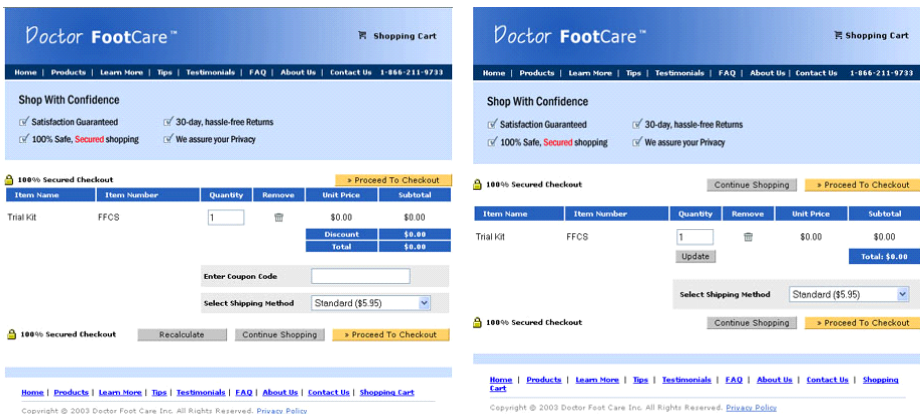 Doctor FootCare™
Shopping Cart
Home | Products | Learn More | Tips | Testimonials | FAQ | About Us | Contact Us 1-866-211-9733
Shop With Confidence
Satisfaction Guaranteed 30-day, hassle-free Returns
100% Safe, Secured shopping We assure your Privacy
100% Secured Checkout » Proceed To Checkout
Item Name Item Number Quantity Remove Unit Price Subtotal
Trial Kit FFCS 1 $0.00 $0.00
Discount $0.00
Total $0.00
Enter Coupon Code
Select Shipping Method Standard ($5.95)
100% Secured Checkout Recalculate Continue Shopping » Proceed To Checkout
Home | Products | Learn More | Tips | Testimonials | FAQ | About Us | Contact Us | Shopping Cart
Copyright © 2003 Doctor Foot Care Inc. All Rights Reserved. Privacy Policy
Doctor FootCare™
Shopping Cart
Home | Products | Learn More | Tips | Testimonials | FAQ | About Us | Contact Us 1-866-211-9733
Shop With Confidence
Satisfaction Guaranteed 30-day, hassle-free Returns
100% Safe, Secured shopping We assure your Privacy
100% Secured Checkout Continue Shopping » Proceed To Checkout
Item Name Item Number Quantity Remove Unit Price Subtotal
Trial Kit FFCS 1 $0.00 $0.00
Update Total: $0.00
Select Shipping Method Standard ($5.95)
100% Secured Checkout Continue Shopping » Proceed To Checkout
Home | Products | Learn More | Tips | Testimonials | FAQ | About Us | Contact Us | Shopping
Cart
Copyright © 2003 Doctor Foot Care Inc. All Rights Reserved. Privacy Policy